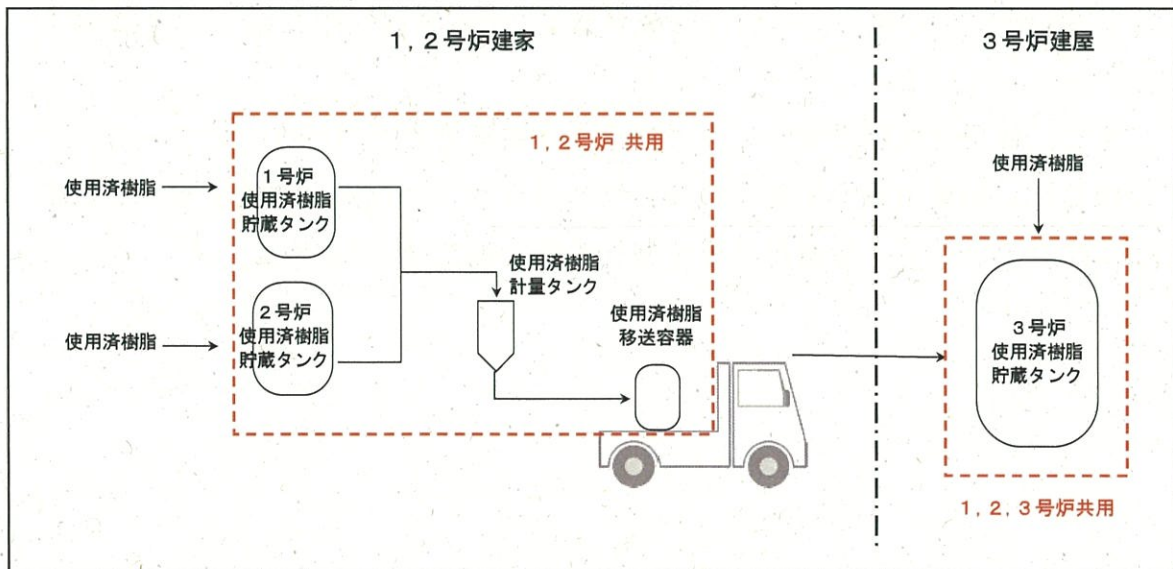 １，２号炉建家
３号炉建屋
１，２号炉 共用
使用済樹脂
１号炉
使用済樹脂
貯蔵タンク
使用済樹脂
２号炉
使用済樹脂
貯蔵タンク
使用済樹脂
計量タンク
使用済樹脂
移送容器
使用済樹脂
３号炉
使用済樹脂
貯蔵タンク
１，２，３号炉共用